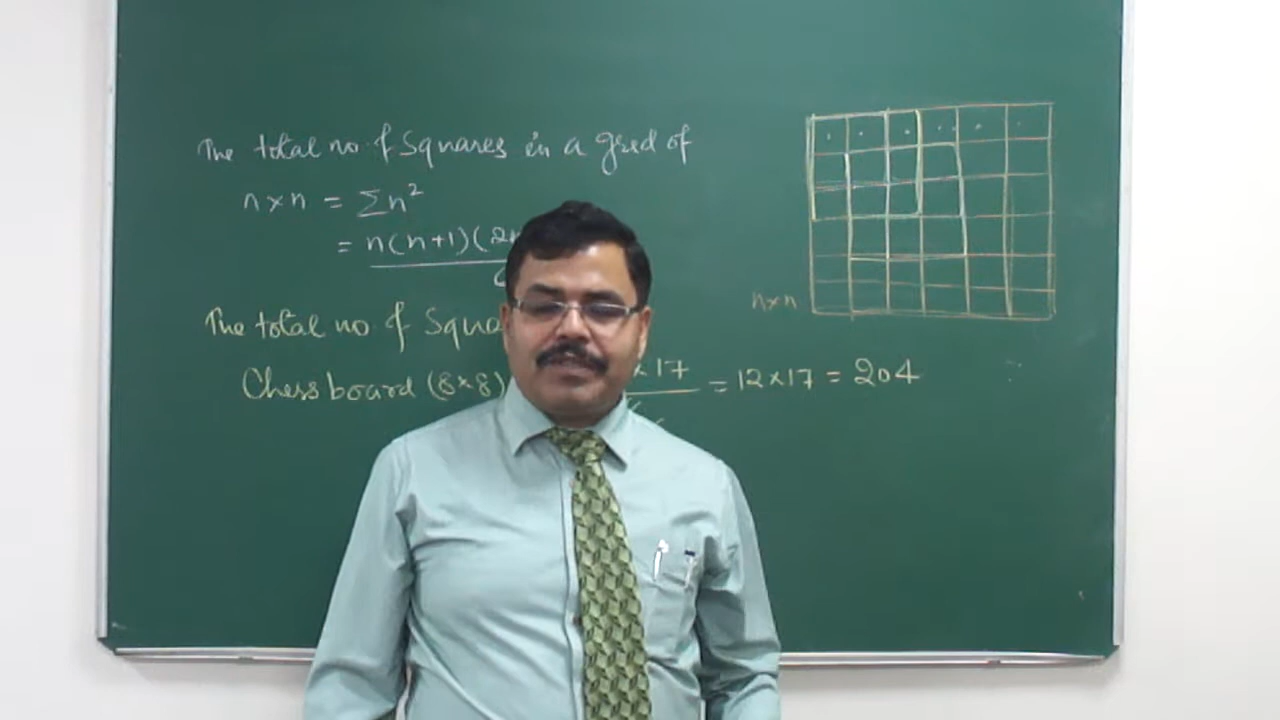 The total no. of Squares in a grid of
n×n = Σn²
= n(n+1)(2
The total no. of Squa
Chess board (8×8)
×17 = 12×17 = 204
n×n